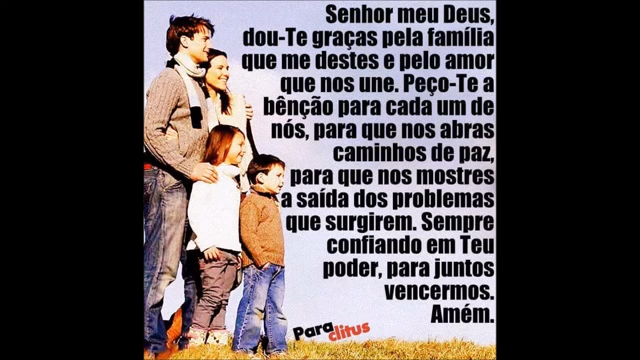 Senhor meu Deus,
dou-Te graças pela família
que me destes e pelo amor
que nos une. Peço-Te a
bênção para cada um de
nós, para que nos abras
caminhos de paz,
para que nos mostres
a saída dos problemas
que surgirem. Sempre
confiando em Teu
poder, para juntos
vencermos.
Amém.
Para
clitus